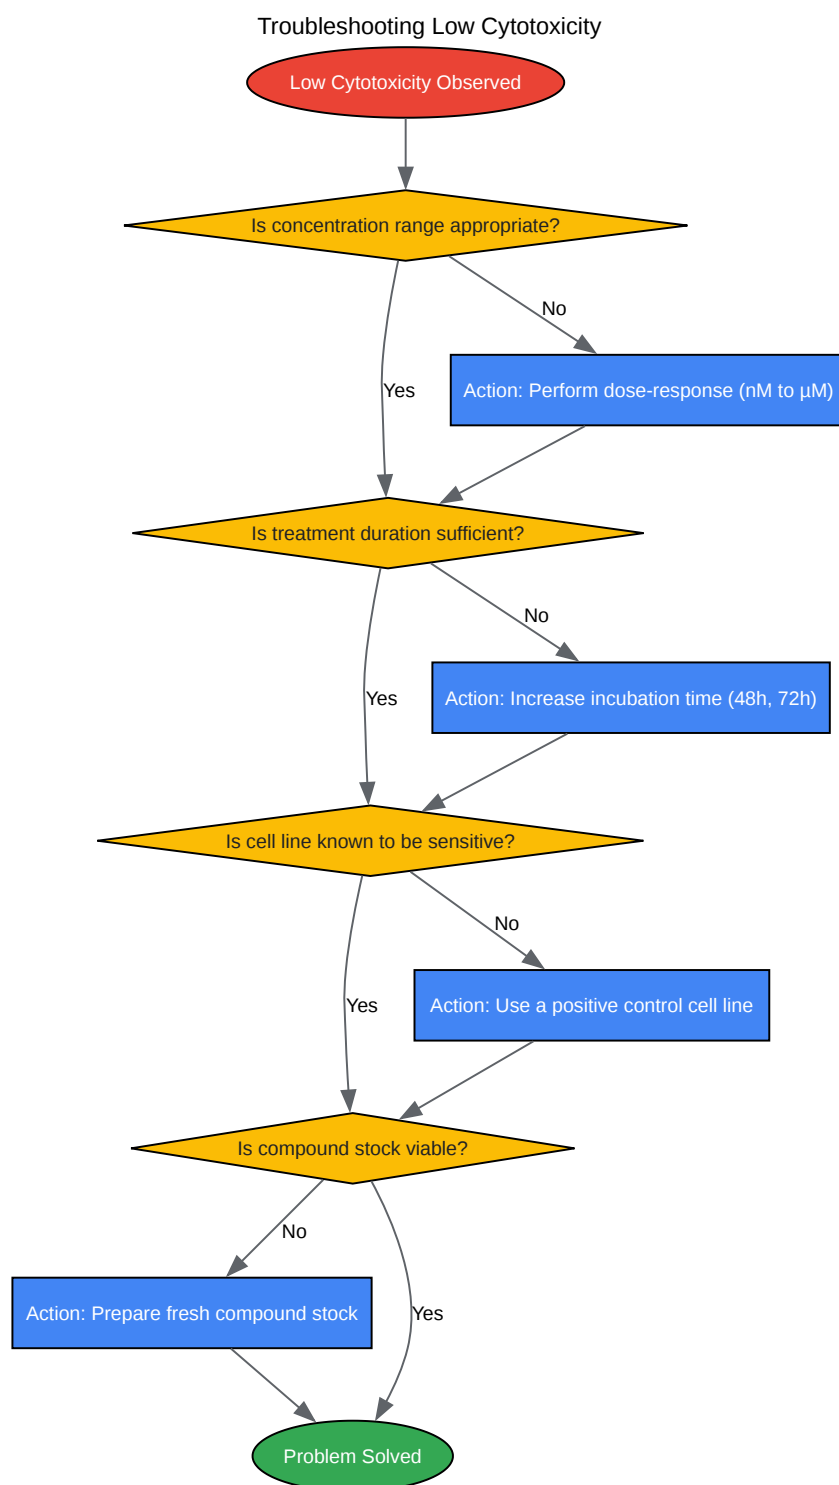 Troubleshooting Low Cytotoxicity
Low Cytotoxicity Observed
Is concentration range appropriate?
No
Yes
Action: Perform dose-response (nM to µM)
Is treatment duration sufficient?
No
Yes
Action: Increase incubation time (48h, 72h)
Is cell line known to be sensitive?
No
Yes
Action: Use a positive control cell line
Is compound stock viable?
No
Action: Prepare fresh compound stock
Yes
Problem Solved